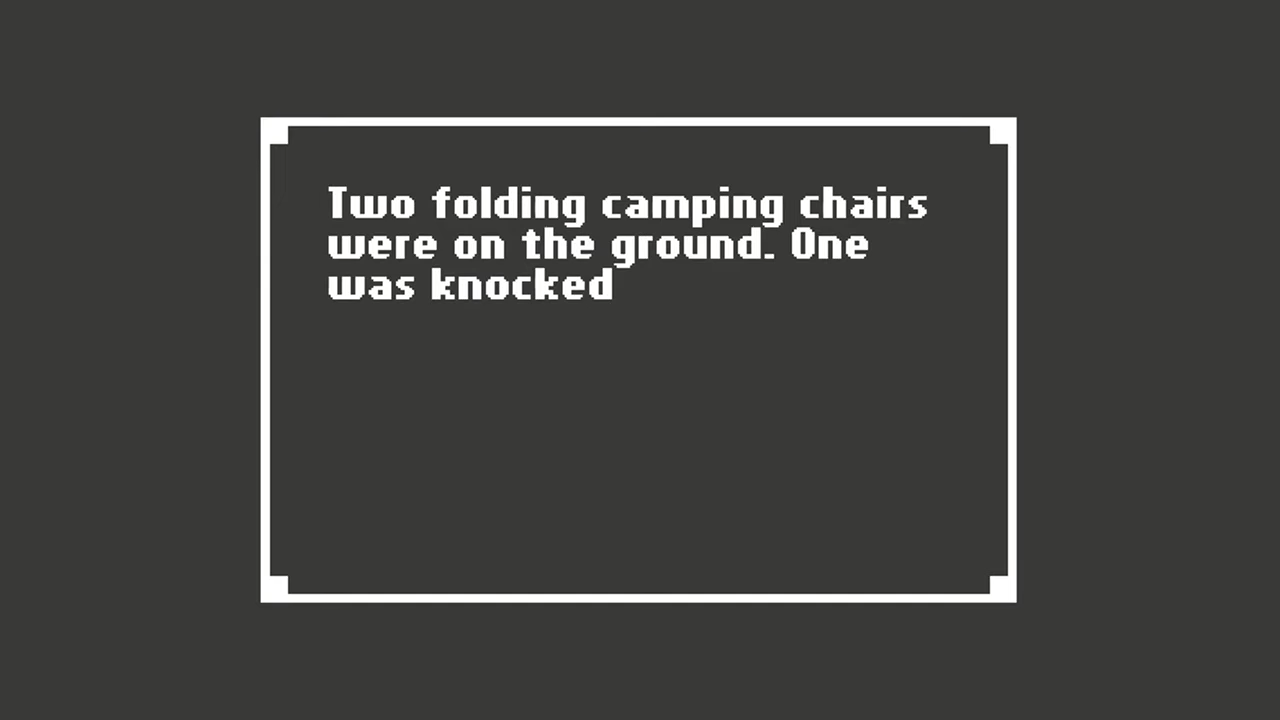 Two folding camping chairs
were on the ground. One
was knocked